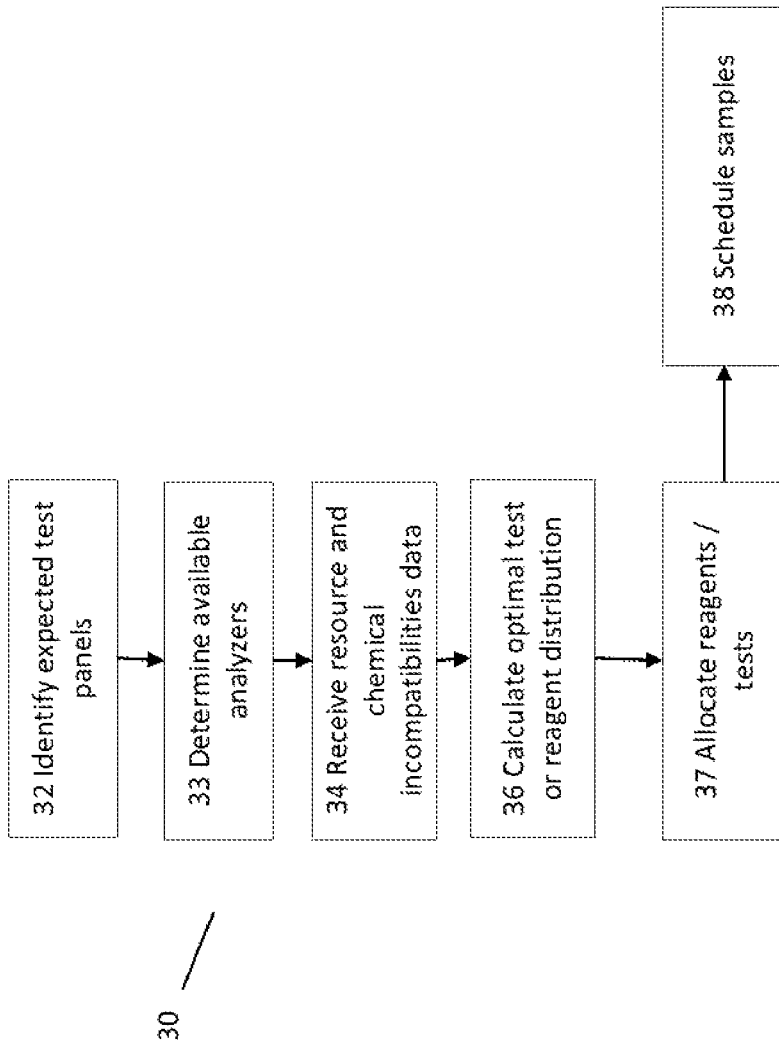 32 Identify expected test
panels
33 Determine available
analyzers
34 Receive resource and
chemical
incompatibilities data
36 Calculate optimal test
or reagent distribution
37 Allocate reagents /
tests
38 Schedule samples
30